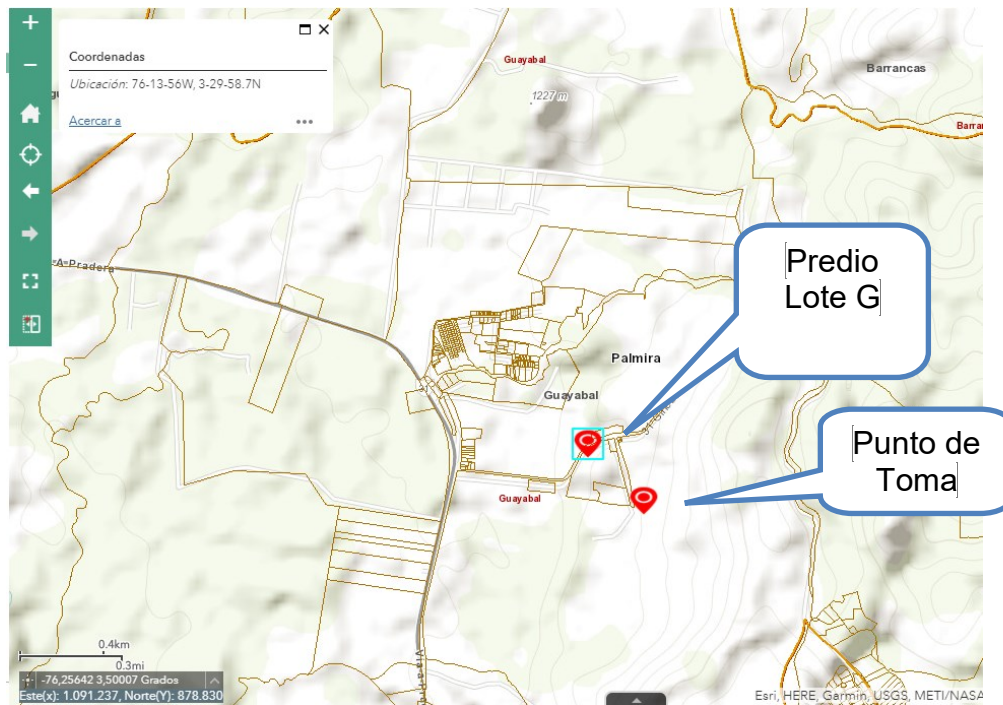 Coordenadas
Ubicación: 76-13-56W, 3-29-58.7N
Acercar a
Guayabal
1227 m
Barrancas
-A-Pradera
Predio
Lote G
Palmira
Guayabal
Punto de
Toma
Guayabal
0.4km
0.3mi
-76,25642 3,50007 Grados
Este(x): 1.091.237, Norte(Y): 878.830
Esri, HERE, Garmin, USGS, METI/NASA